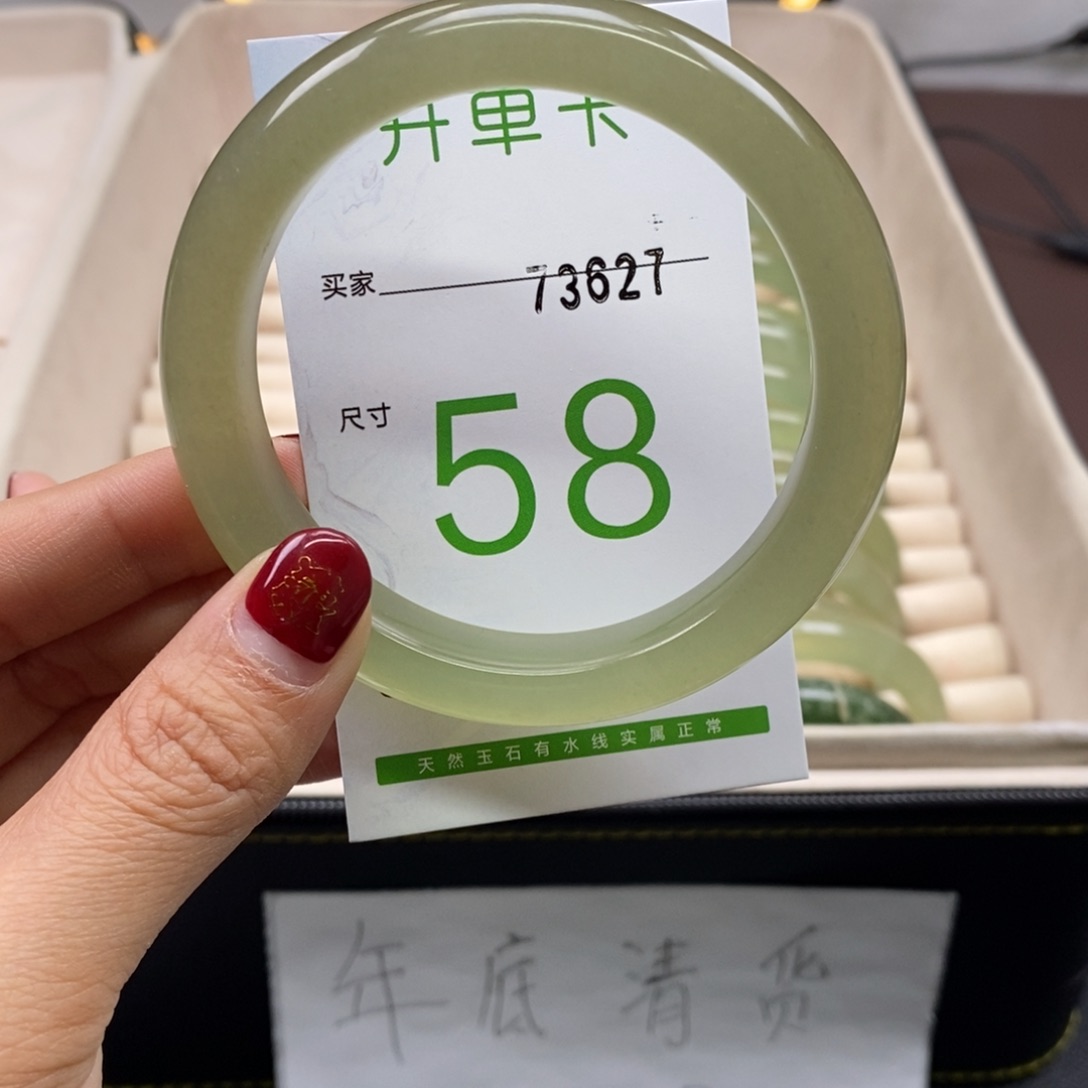 开单卡
买家 73627
尺寸 58
天然玉石有水线实属正常
年底清货